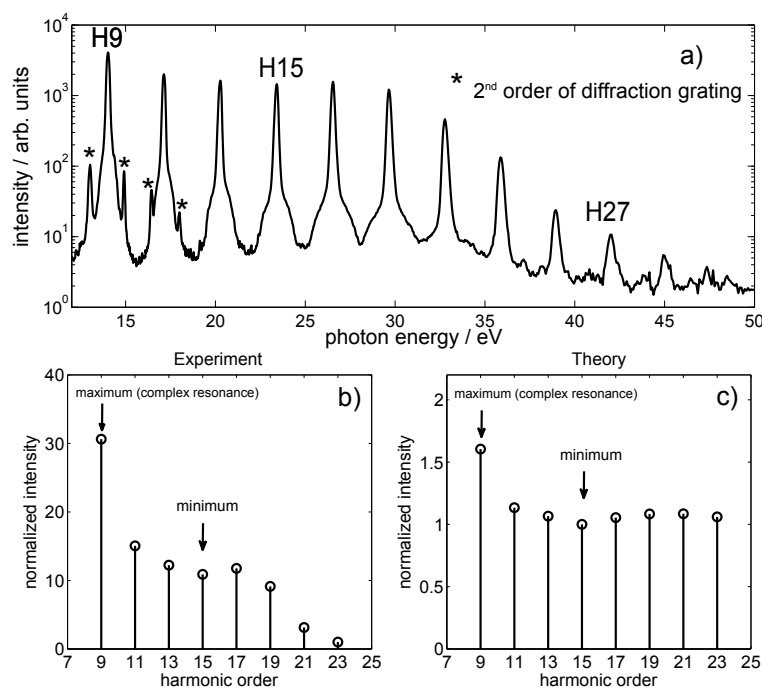 a)
H9
H15
* 2nd order of diffraction grating
* * * *
H27
intensity / arb. units
10^4
10^3
10^2
10^1
10^0
15 20 25 30 35 40 45 50
photon energy / eV
Experiment
b)
maximum (complex resonance)
minimum
normalized intensity
40
30
20
10
0
7 9 11 13 15 17 19 21 23 25
harmonic order
Theory
c)
maximum (complex resonance)
minimum
normalized intensity
2
1.5
1
0.5
0
7 9 11 13 15 17 19 21 23 25
harmonic order